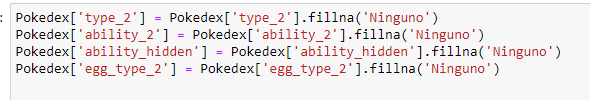 Pokedex['type_2'] = Pokedex['type_2'].fillna('Ninguno')
Pokedex['ability_2'] = Pokedex['ability_2'].fillna('Ninguno')
Pokedex['ability_hidden'] = Pokedex['ability_hidden'].fillna('Ninguno')
Pokedex['egg_type_2'] = Pokedex['egg_type_2'].fillna('Ninguno')